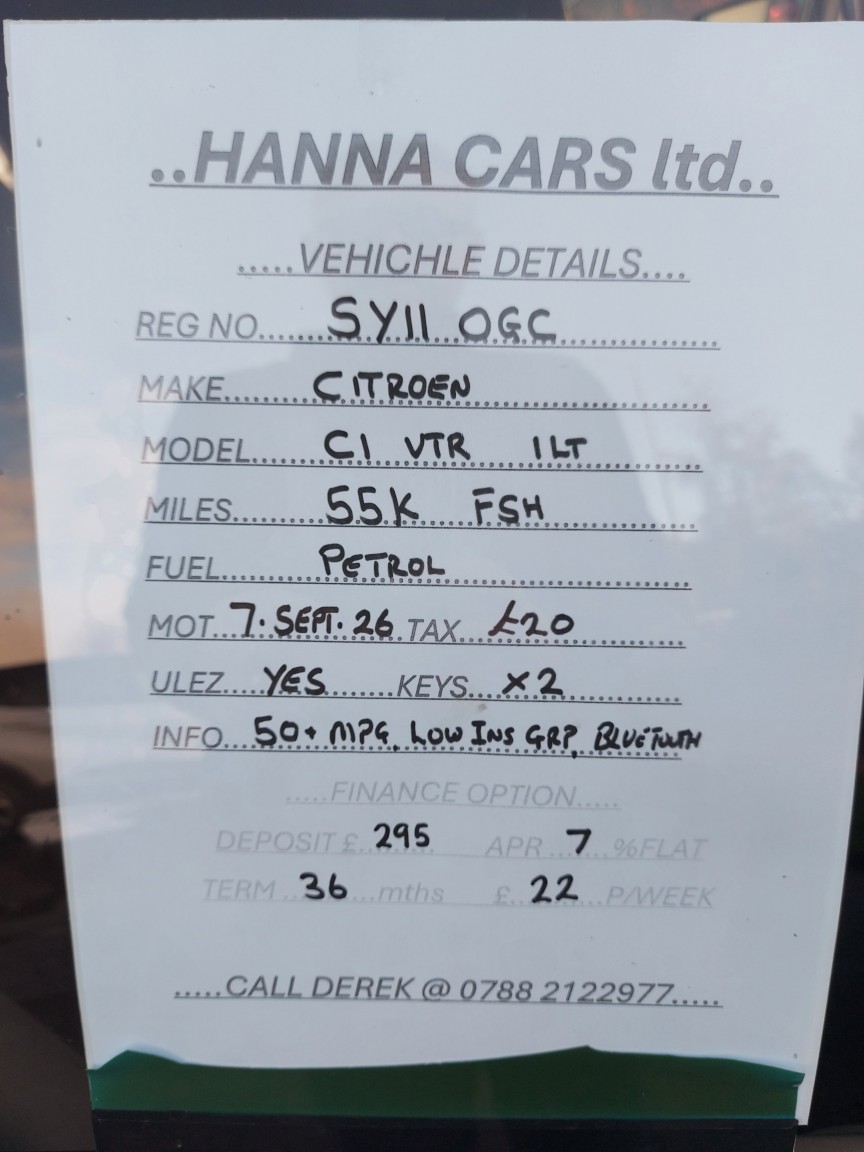 ..HANNA CARS ltd..
.....VEHICHLE DETAILS....
REG NO...... SY11 OGC
MAKE........ CITROEN
MODEL...... C1 VTR 1LT
MILES......... 55K FSH
FUEL.......... PETROL
MOT... 7. SEPT. 26 TAX... £20
ULEZ.... YES.......KEYS... x2
INFO... 50+ MPG, LOW INS GRP, BLUETOOTH
.....FINANCE OPTION.....
DEPOSIT £.. 295 APR... 7 ...%FLAT
TERM.. 36 ...mths £.. 22 ...P/WEEK
.....CALL DEREK @ 0788 2122977.....